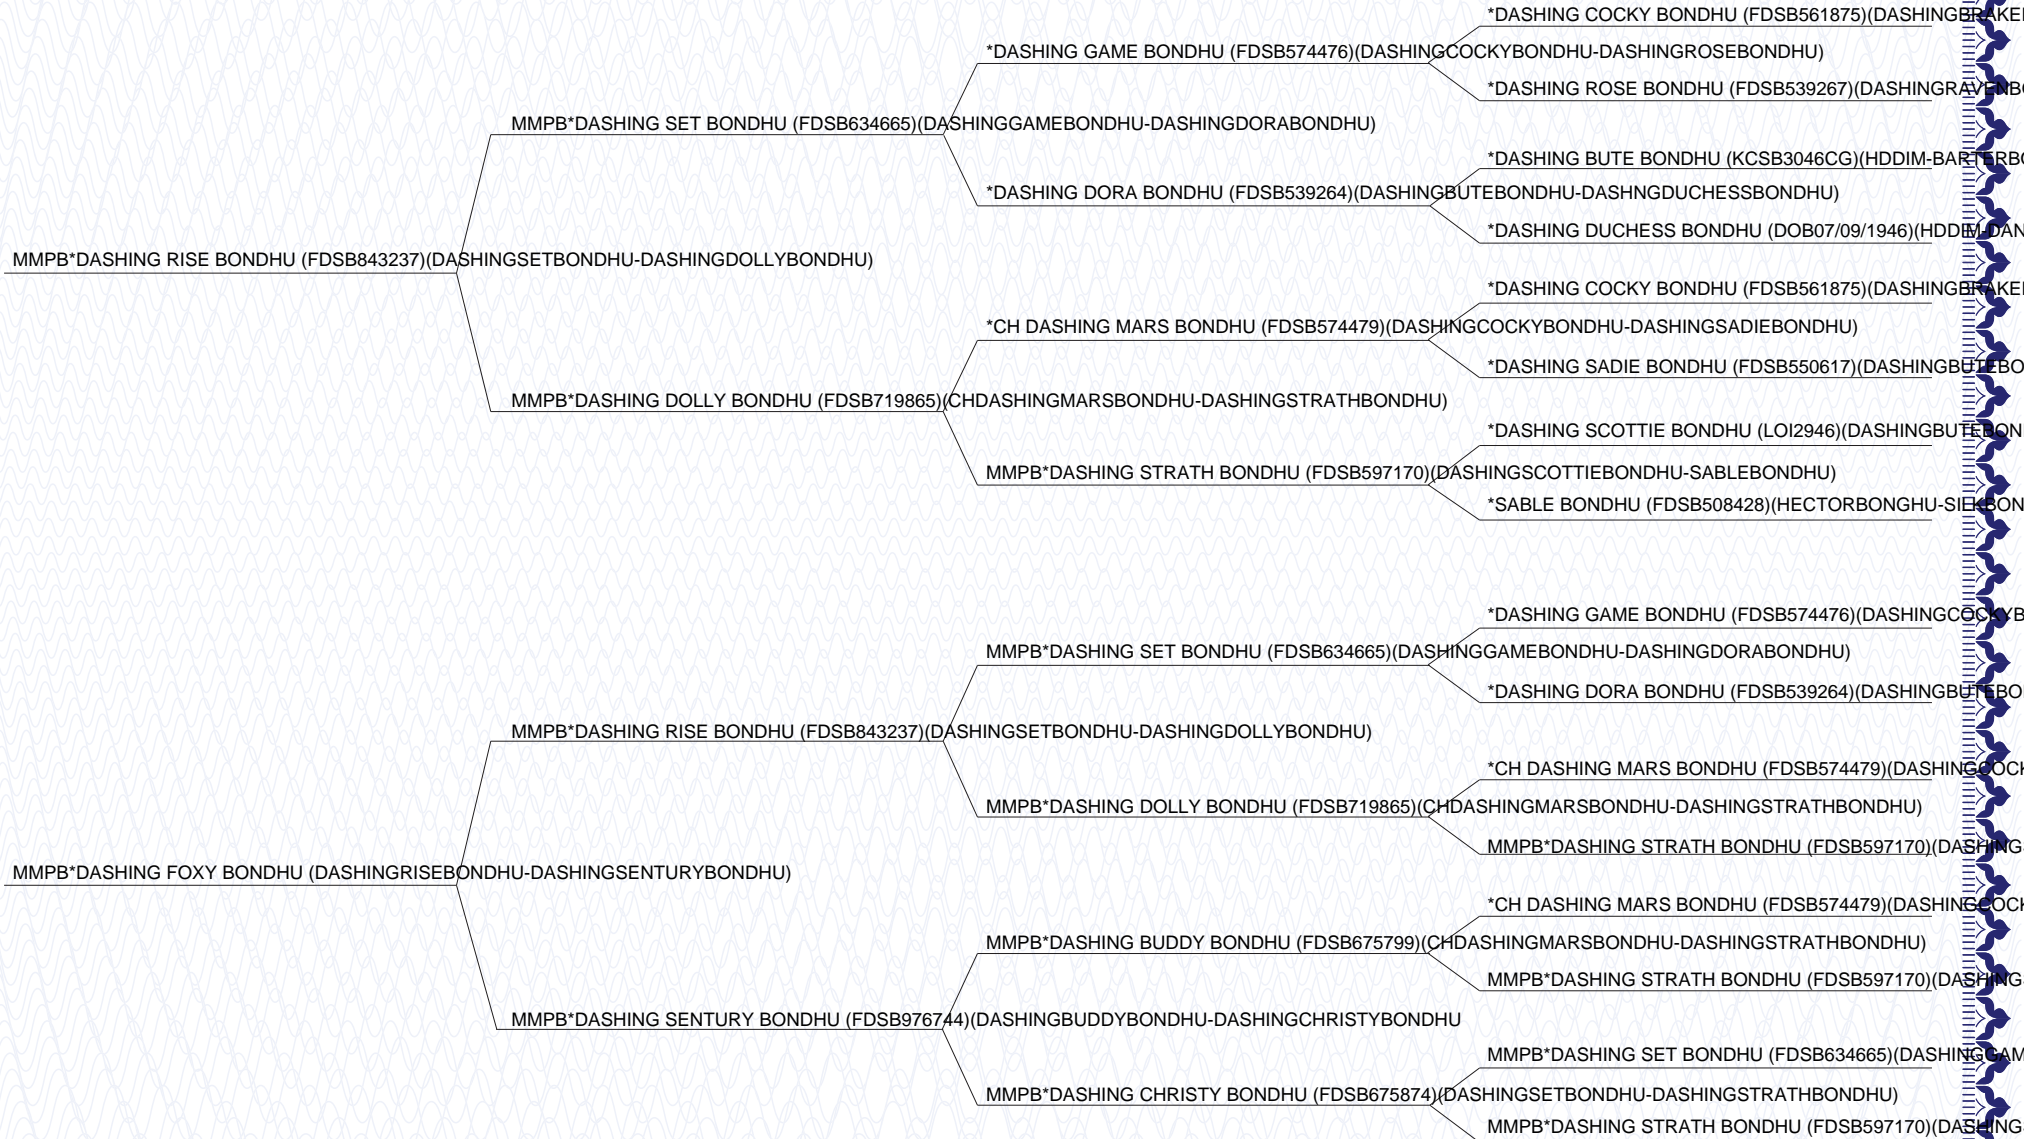 *DASHING COCKY BONDHU (FDSB561875)(DASHINGBRAKE
*DASHING GAME BONDHU (FDSB574476)(DASHINGCOCKYBONDHU-DASHINGROSEBONDHU)
*DASHING ROSE BONDHU (FDSB539267)(DASHINGRAVENB
MMPB*DASHING SET BONDHU (FDSB634665)(DASHINGGAMEBONDHU-DASHINGDORABONDHU)
*DASHING BUTE BONDHU (KCSB3046CG)(HDDIM-BARTERB
*DASHING DORA BONDHU (FDSB539264)(DASHINGBUTEBONDHU-DASHNGDUCHESSBONDHU)
*DASHING DUCHESS BONDHU (DOB07/09/1946)(HDDIM-DAN
MMPB*DASHING RISE BONDHU (FDSB843237)(DASHINGSETBONDHU-DASHINGDOLLYBONDHU)
*DASHING COCKY BONDHU (FDSB561875)(DASHINGBRAKE
*CH DASHING MARS BONDHU (FDSB574479)(DASHINGCOCKYBONDHU-DASHINGSADIEBONDHU)
*DASHING SADIE BONDHU (FDSB550617)(DASHINGBUTEBO
MMPB*DASHING DOLLY BONDHU (FDSB719865)(CHDASHINGMARSBONDHU-DASHINGSTRATHBONDHU)
*DASHING SCOTTIE BONDHU (LOI2946)(DASHINGBUTEBON
MMPB*DASHING STRATH BONDHU (FDSB597170)(DASHINGSCOTTIEBONDHU-SABLEBONDHU)
*SABLE BONDHU (FDSB508428)(HECTORBONGHU-SILKBON
*DASHING GAME BONDHU (FDSB574476)(DASHINGCOCKYB
MMPB*DASHING SET BONDHU (FDSB634665)(DASHINGGAMEBONDHU-DASHINGDORABONDHU)
*DASHING DORA BONDHU (FDSB539264)(DASHINGBUTEBO
MMPB*DASHING RISE BONDHU (FDSB843237)(DASHINGSETBONDHU-DASHINGDOLLYBONDHU)
*CH DASHING MARS BONDHU (FDSB574479)(DASHINGCOCK
MMPB*DASHING DOLLY BONDHU (FDSB719865)(CHDASHINGMARSBONDHU-DASHINGSTRATHBONDHU)
MMPB*DASHING STRATH BONDHU (FDSB597170)(DASHINGS
MMPB*DASHING FOXY BONDHU (DASHINGRISEBONDHU-DASHINGSENTURYBONDHU)
*CH DASHING MARS BONDHU (FDSB574479)(DASHINGCOCK
MMPB*DASHING BUDDY BONDHU (FDSB675799)(CHDASHINGMARSBONDHU-DASHINGSTRATHBONDHU)
MMPB*DASHING STRATH BONDHU (FDSB597170)(DASHINGS
MMPB*DASHING SENTURY BONDHU (FDSB976744)(DASHINGBUDDYBONDHU-DASHINGCHRISTYBONDHU
MMPB*DASHING SET BONDHU (FDSB634665)(DASHINGGAM
MMPB*DASHING CHRISTY BONDHU (FDSB675874)(DASHINGSETBONDHU-DASHINGSTRATHBONDHU)
MMPB*DASHING STRATH BONDHU (FDSB597170)(DASHINGS